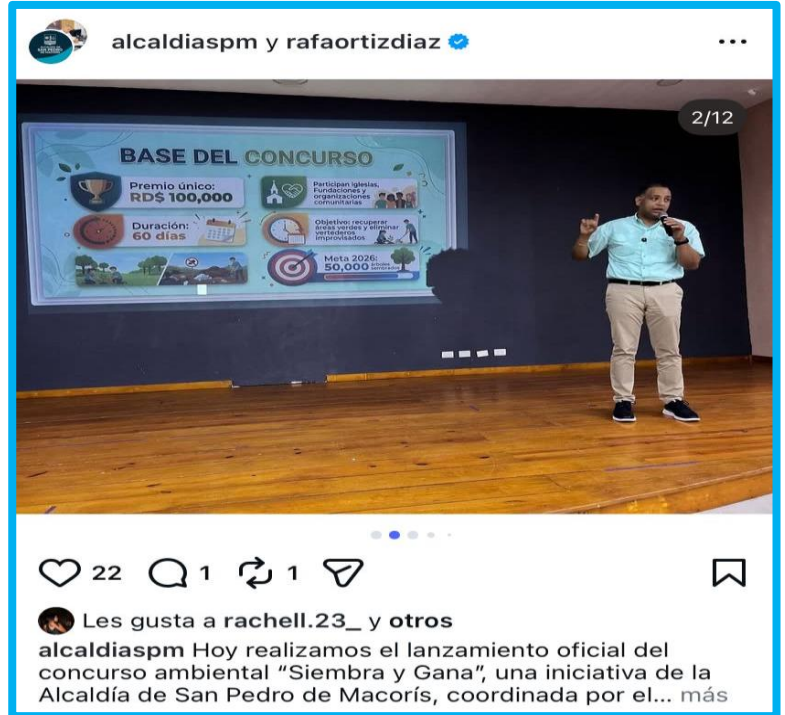 alcaldiaspm y rafaortizdiaz
2/12
BASE DEL CONCURSO
Premio único:
RD$ 100,000
Participan iglesias,
Fundaciones y
organizaciones
comunitarias
Duración:
60 días
Objetivo: recuperar
áreas verdes y eliminar
vertederos
improvisados
Meta 2026:
50,000 árboles
sembrados
22
1
1
Les gusta a rachell.23_ y otros
alcaldiaspm Hoy realizamos el lanzamiento oficial del
concurso ambiental “Siembra y Gana”, una iniciativa de la
Alcaldía de San Pedro de Macorís, coordinada por el... más